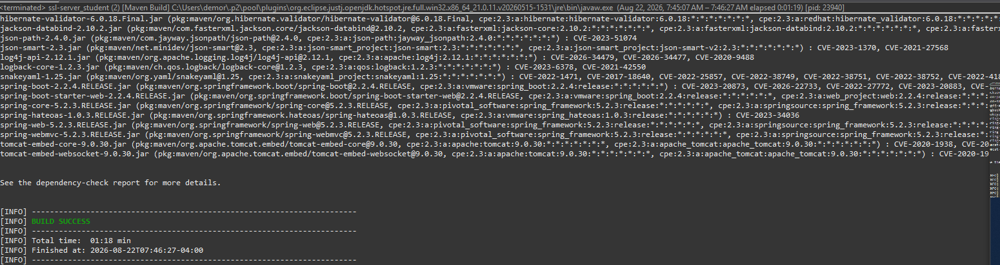 <terminated> ssl-server_student (2) [Maven Build] C:\Users\demor\.p2\pool\plugins\org.eclipse.justj.openjdk.hotspot.jre.full.win32.x86_64_21.0.11.v20260515-1531\jre\bin\javaw.exe (Aug 22, 2026, 7:45:07 AM – 7:46:27 AM elapsed 0:01:19) [pid: 23940]
hibernate-validator-6.0.18.Final.jar (pkg:maven/org.hibernate.validator/hibernate-validator@6.0.18.Final, cpe:2.3:a:hibernate:hibernate-validator:6.0.18:*:*:*:*:*:*:*, cpe:2.3:a:redhat:hibernate_validator:6.0.18:*:*:*:*:*:
jackson-databind-2.10.2.jar (pkg:maven/com.fasterxml.jackson.core/jackson-databind@2.10.2, cpe:2.3:a:fasterxml:jackson-core:2.10.2:*:*:*:*:*:*:*, cpe:2.3:a:fasterxml:jackson-databind:2.10.2:*:*:*:*:*:*:*, cpe:2.3:a:faster
json-path-2.4.0.jar (pkg:maven/com.jayway.jsonpath/json-path@2.4.0, cpe:2.3:a:json-path:jayway_jsonpath:2.4.0:*:*:*:*:*:*:*) : CVE-2023-51074
json-smart-2.3.jar (pkg:maven/net.minidev/json-smart@2.3, cpe:2.3:a:json-smart_project:json-smart:2.3:*:*:*:*:*:*:*, cpe:2.3:a:json-smart_project:json-smart-v2:2.3:*:*:*:*:*:*:*) : CVE-2023-1370, CVE-2021-27568
log4j-api-2.12.1.jar (pkg:maven/org.apache.logging.log4j/log4j-api@2.12.1, cpe:2.3:a:apache:log4j:2.12.1:*:*:*:*:*:*:*) : CVE-2026-34479, CVE-2026-34477, CVE-2020-9488
logback-core-1.2.3.jar (pkg:maven/ch.qos.logback/logback-core@1.2.3, cpe:2.3:a:qos:logback:1.2.3:*:*:*:*:*:*:*) : CVE-2023-6378, CVE-2021-42550
snakeyaml-1.25.jar (pkg:maven/org.yaml/snakeyaml@1.25, cpe:2.3:a:snakeyaml_project:snakeyaml:1.25:*:*:*:*:*:*:*) : CVE-2022-1471, CVE-2017-18640, CVE-2022-25857, CVE-2022-38749, CVE-2022-38751, CVE-2022-38752, CVE-2022-418
spring-boot-2.2.4.RELEASE.jar (pkg:maven/org.springframework.boot/spring-boot@2.2.4.RELEASE, cpe:2.3:a:vmware:spring_boot:2.2.4:release:*:*:*:*:*:*) : CVE-2023-20873, CVE-2026-22733, CVE-2022-27772, CVE-2023-20883, CVE-
spring-boot-starter-web-2.2.4.RELEASE.jar (pkg:maven/org.springframework.boot/spring-boot-starter-web@2.2.4.RELEASE, cpe:2.3:a:vmware:spring_boot:2.2.4:release:*:*:*:*:*:*, cpe:2.3:a:web_project:web:2.2.4:release:*:*:*
spring-core-5.2.3.RELEASE.jar (pkg:maven/org.springframework/spring-core@5.2.3.RELEASE, cpe:2.3:a:pivotal_software:spring_framework:5.2.3:release:*:*:*:*:*:*, cpe:2.3:a:springsource:spring_framework:5.2.3:release:*:*:*
spring-hateoas-1.0.3.RELEASE.jar (pkg:maven/org.springframework.hateoas/spring-hateoas@1.0.3.RELEASE, cpe:2.3:a:vmware:spring_hateoas:1.0.3:release:*:*:*:*:*:*) : CVE-2023-34036
spring-web-5.2.3.RELEASE.jar (pkg:maven/org.springframework/spring-web@5.2.3.RELEASE, cpe:2.3:a:pivotal_software:spring_framework:5.2.3:release:*:*:*:*:*:*, cpe:2.3:a:springsource:spring_framework:5.2.3:release:*:*:*:*
spring-webmvc-5.2.3.RELEASE.jar (pkg:maven/org.springframework/spring-webmvc@5.2.3.RELEASE, cpe:2.3:a:pivotal_software:spring_framework:5.2.3:release:*:*:*:*:*:*, cpe:2.3:a:springsource:spring_framework:5.2.3:release:*
tomcat-embed-core-9.0.30.jar (pkg:maven/org.apache.tomcat.embed/tomcat-embed-core@9.0.30, cpe:2.3:a:apache:tomcat:9.0.30:*:*:*:*:*:*:*, cpe:2.3:a:apache_tomcat:apache_tomcat:9.0.30:*:*:*:*:*:*:*) : CVE-2020-1938, CVE-20
tomcat-embed-websocket-9.0.30.jar (pkg:maven/org.apache.tomcat.embed/tomcat-embed-websocket@9.0.30, cpe:2.3:a:apache:tomcat:9.0.30:*:*:*:*:*:*:*, cpe:2.3:a:apache_tomcat:apache_tomcat:9.0.30:*:*:*:*:*:*:*) : CVE-2020-19
See the dependency-check report for more details.
[INFO] ------------------------------------------------------------------------
[INFO] BUILD SUCCESS
[INFO] ------------------------------------------------------------------------
[INFO] Total time:  01:18 min
[INFO] Finished at: 2026-08-22T07:46:27-04:00
[INFO] ------------------------------------------------------------------------